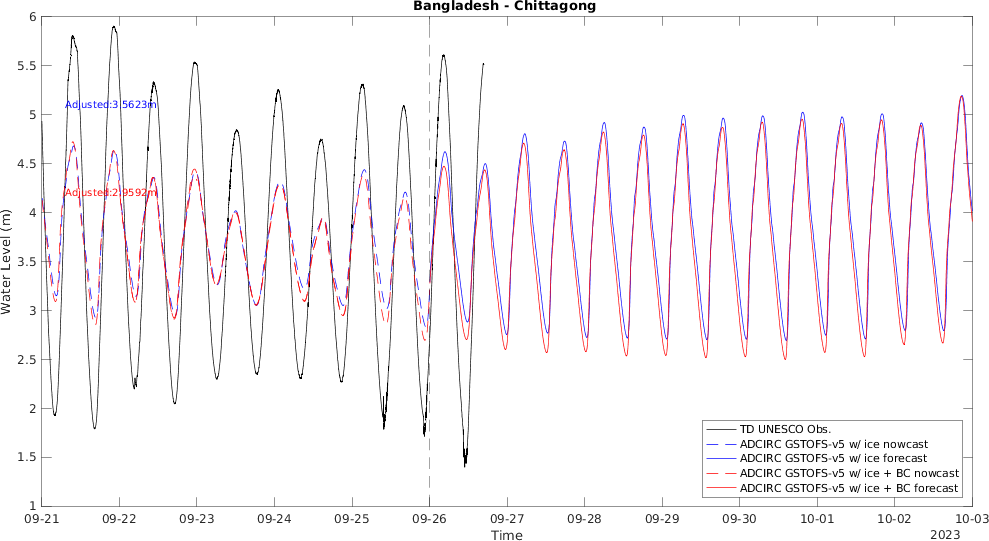 Bangladesh - Chittagong
6
5.5
5
4.5
4
3.5
3
2.5
2
1.5
1
Water Level (m)
Adjusted:3.5623m
Adjusted:2.9592m
TD UNESCO Obs.
ADCIRC GSTOFS-v5 w/ ice nowcast
ADCIRC GSTOFS-v5 w/ ice forecast
ADCIRC GSTOFS-v5 w/ ice + BC nowcast
ADCIRC GSTOFS-v5 w/ ice + BC forecast
09-21 09-22 09-23 09-24 09-25 09-26 09-27 09-28 09-29 09-30 10-01 10-02 10-03
Time
2023